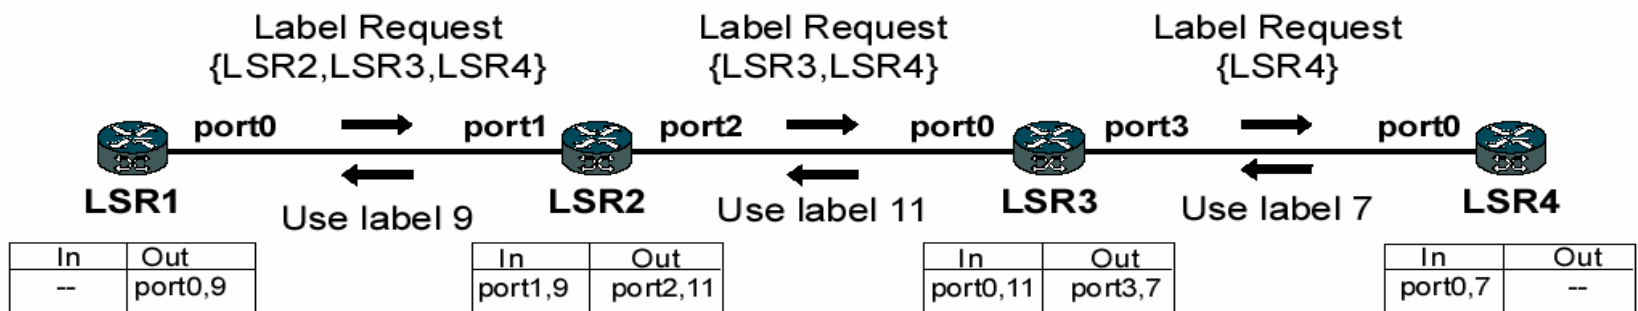 Label Request
{LSR2,LSR3,LSR4}
Label Request
{LSR3,LSR4}
Label Request
{LSR4}
port0
port1
port2
port0
port3
port0
LSR1
Use label 9
LSR2
Use label 11
LSR3
Use label 7
LSR4
In Out
-- port0,9
In Out
port1,9 port2,11
In Out
port0,11 port3,7
In Out
port0,7 --